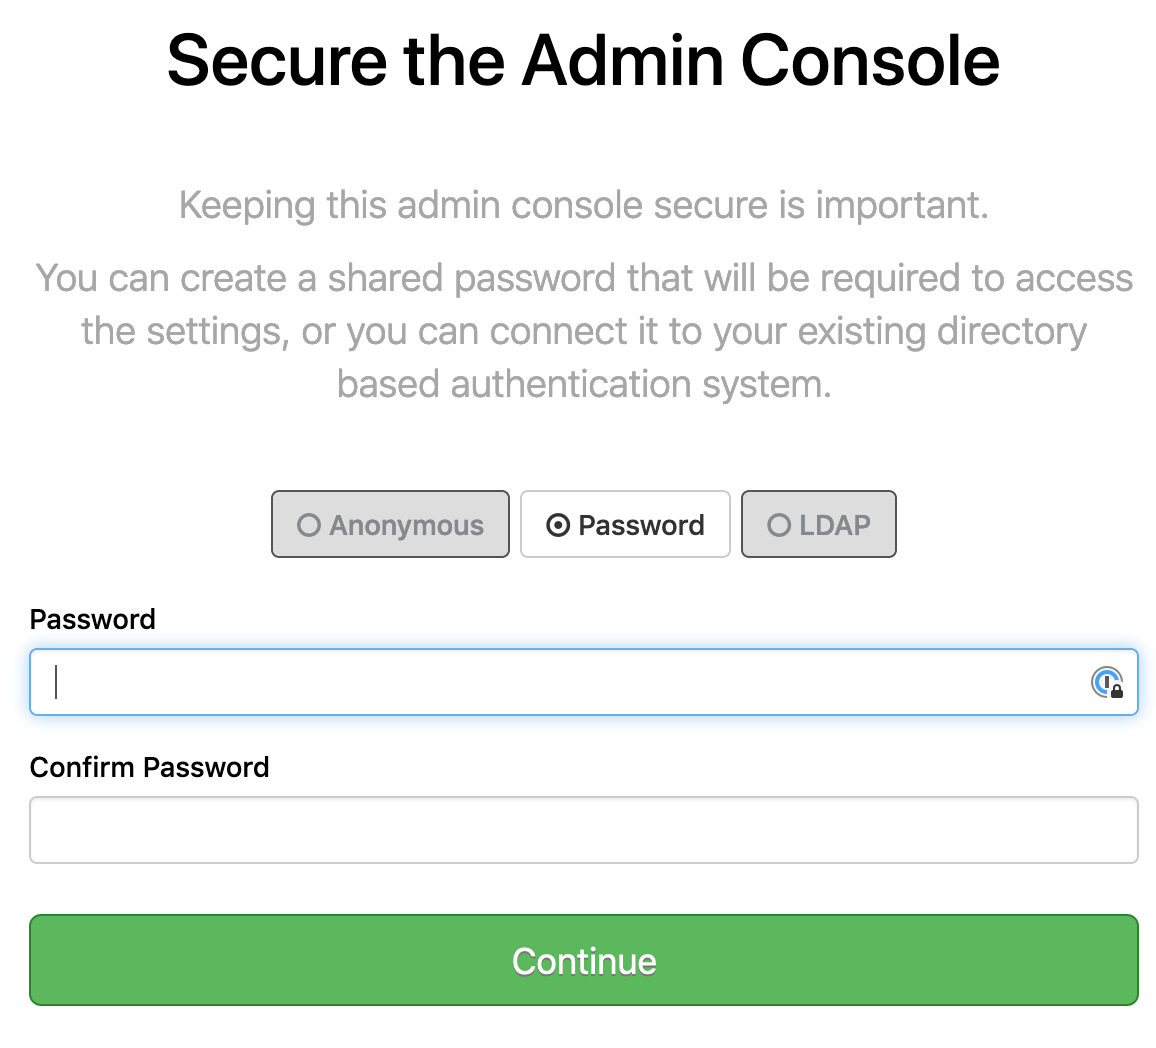 Secure the Admin Console
Keeping this admin console secure is important.
You can create a shared password that will be required to access
the settings, or you can connect it to your existing directory
based authentication system.
Anonymous Password LDAP
Password
Confirm Password
Continue